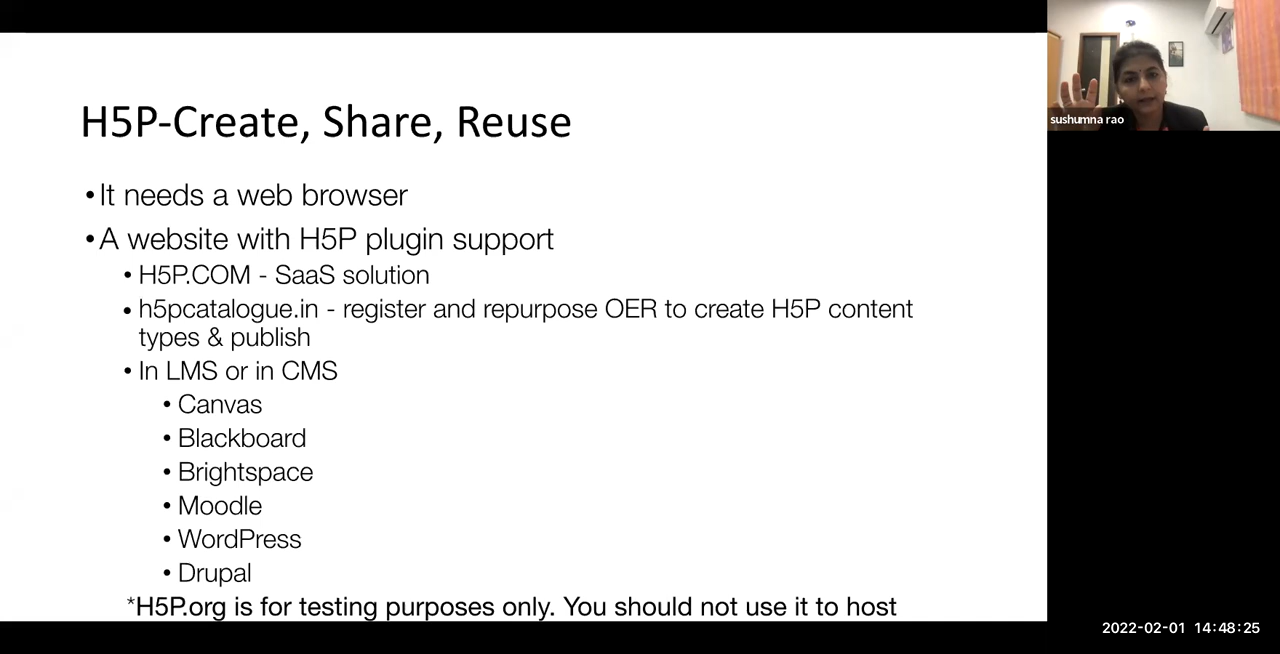 H5P-Create, Share, Reuse
•It needs a web browser
•A website with H5P plugin support
•H5P.COM - SaaS solution
•h5pcatalogue.in - register and repurpose OER to create H5P content
types & publish
•In LMS or in CMS
•Canvas
•Blackboard
•Brightspace
•Moodle
•WordPress
•Drupal
*H5P.org is for testing purposes only. You should not use it to host
sushumna rao
2022-02-01 14:48:25